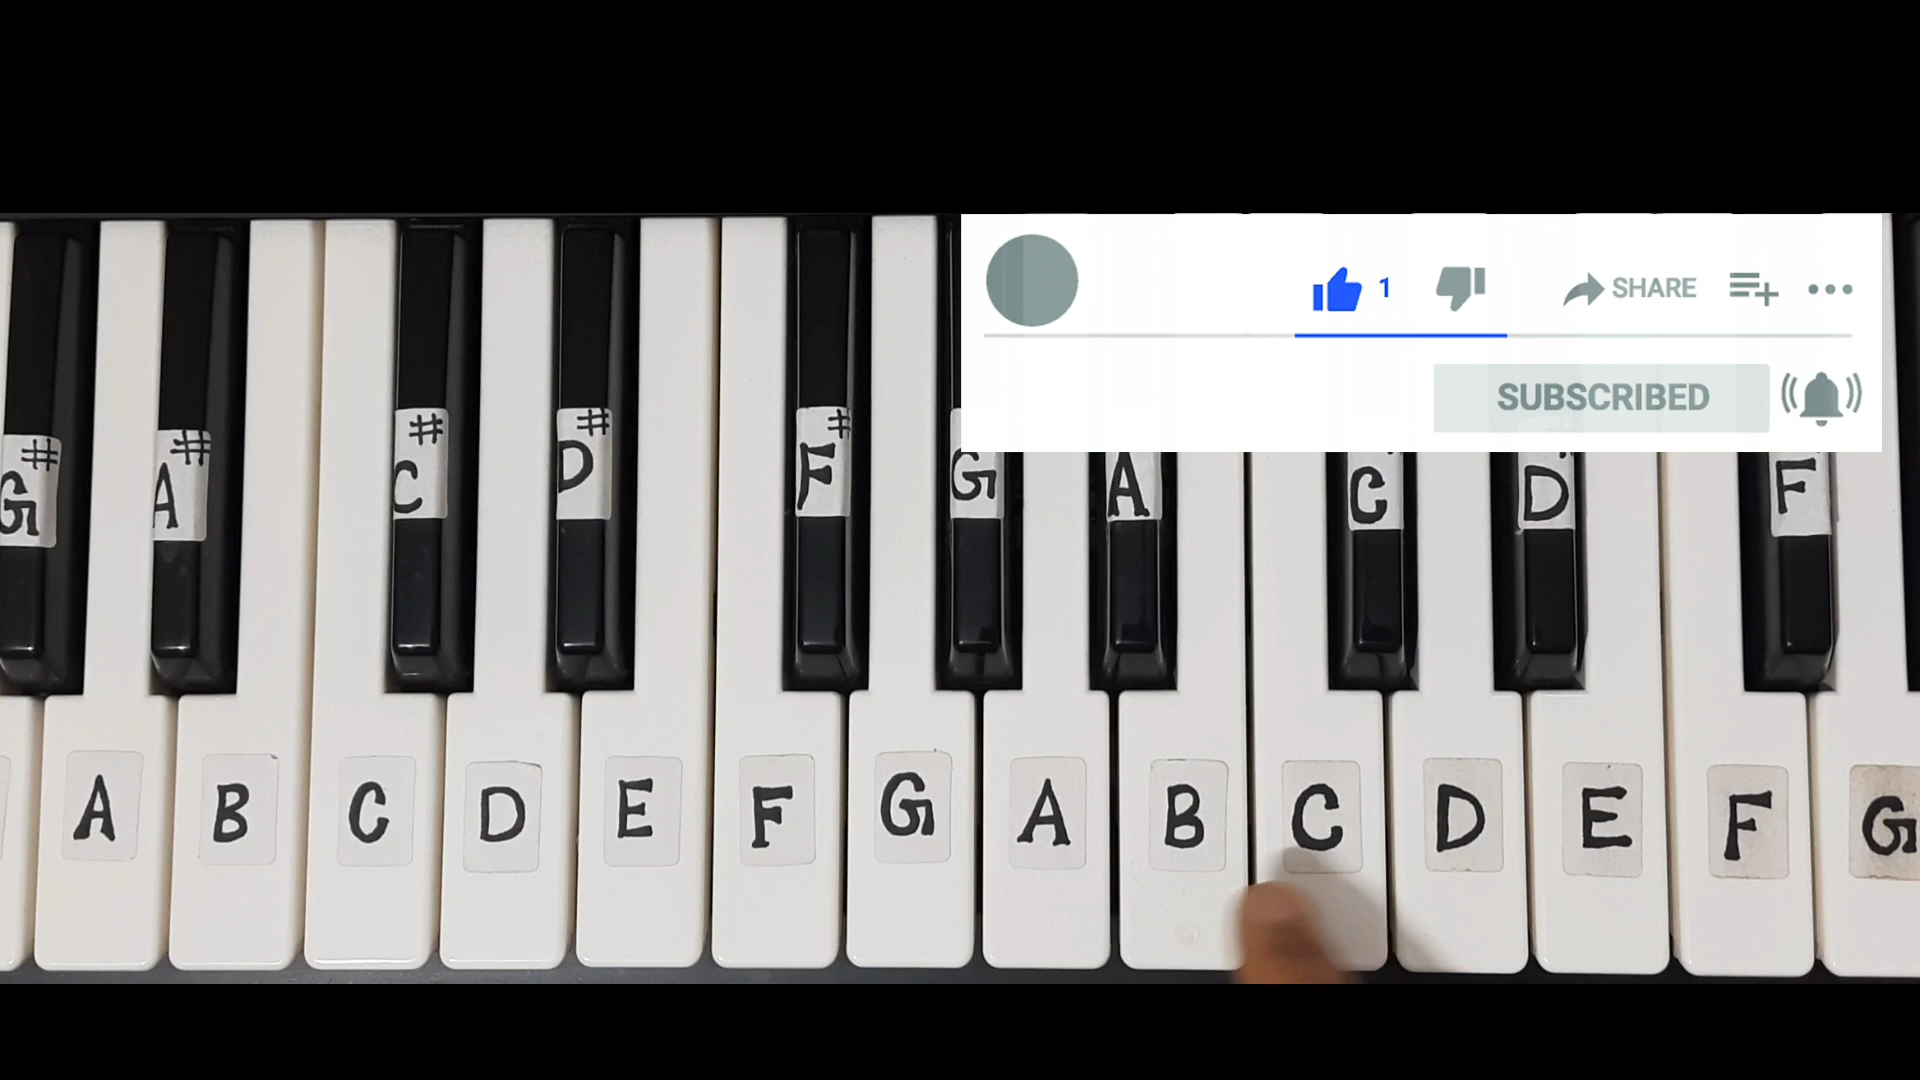 1 SHARE
SUBSCRIBED
G# A# C# D# F# G A C D F
A B C D E F G A B C D E F G